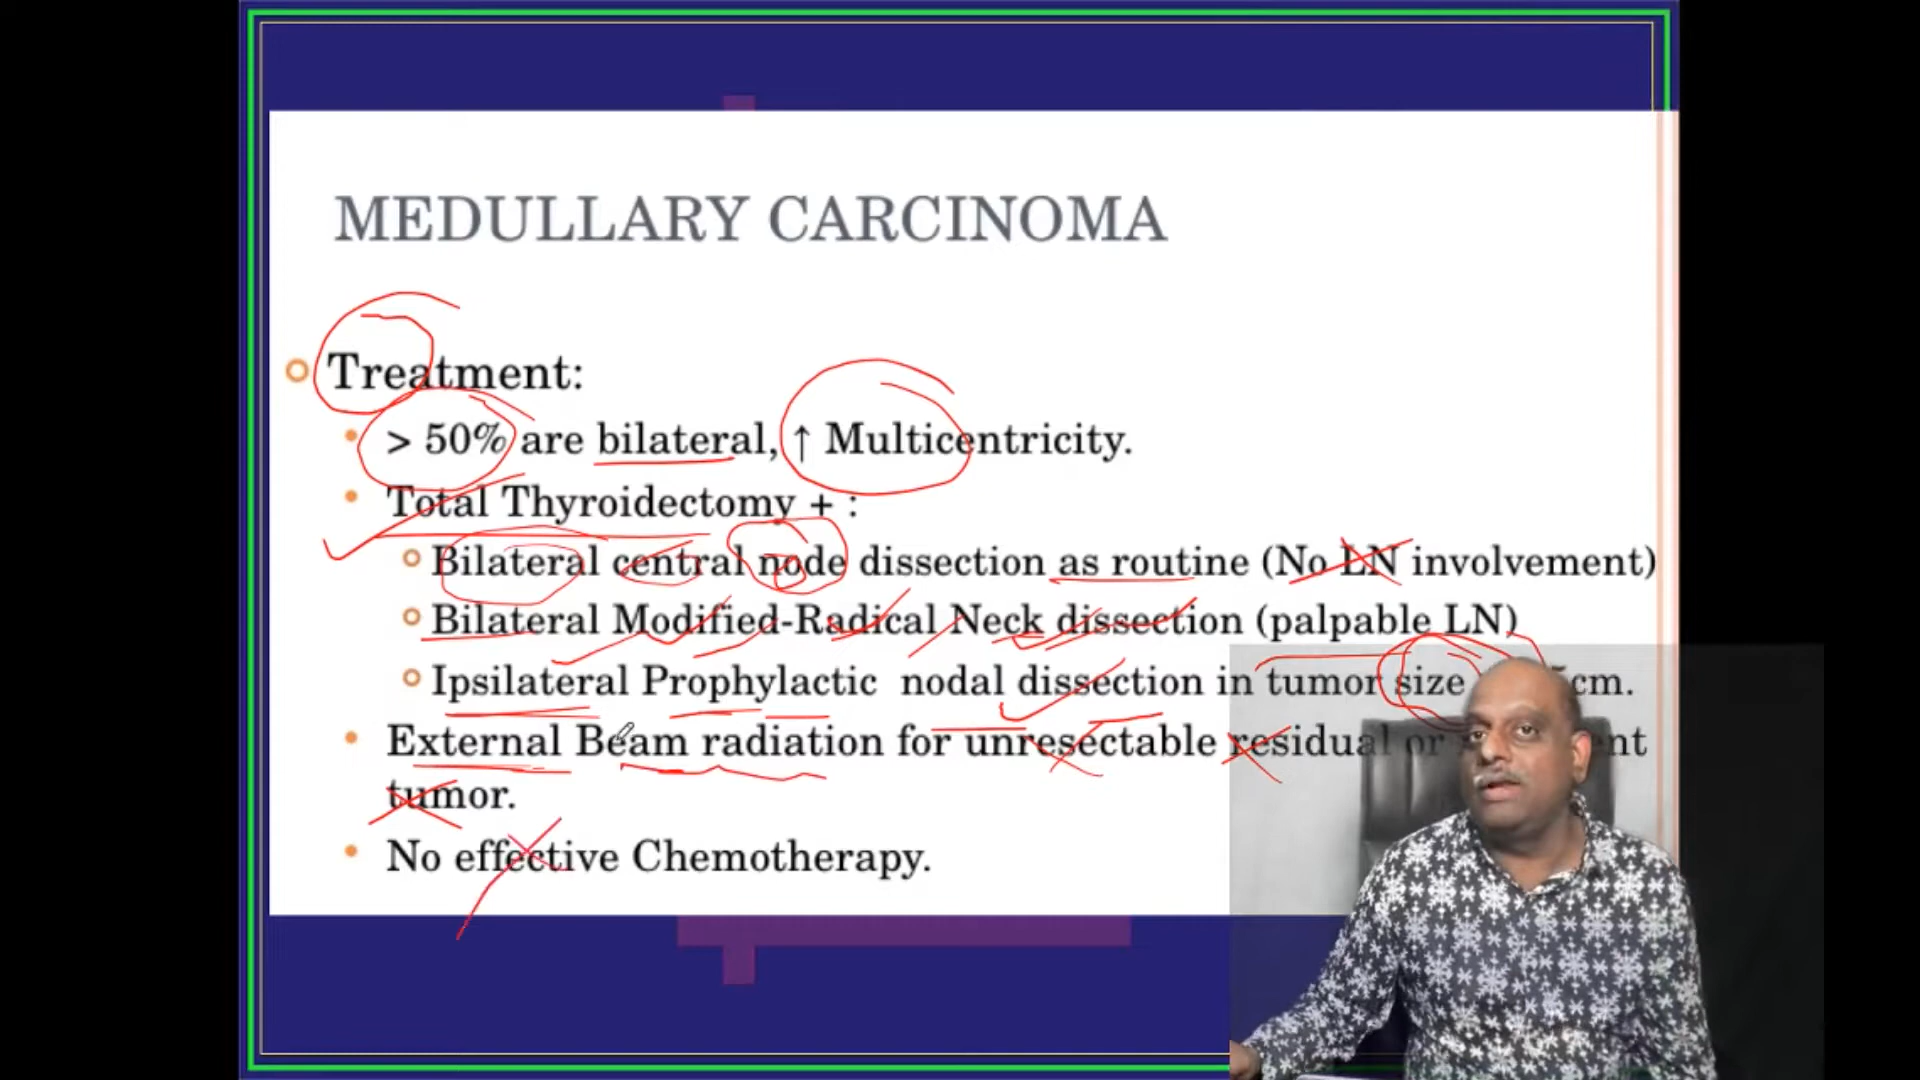 MEDULLARY CARCINOMA
Treatment:
> 50% are bilateral, ↑ Multicentricity.
Total Thyroidectomy + :
Bilateral central node dissection as routine (No LN involvement)
Bilateral Modified-Radical Neck dissection (palpable LN)
Ipsilateral Prophylactic nodal dissection in tumor size cm.
External Beam radiation for unresectable residual or
tumor.
No effective Chemotherapy.